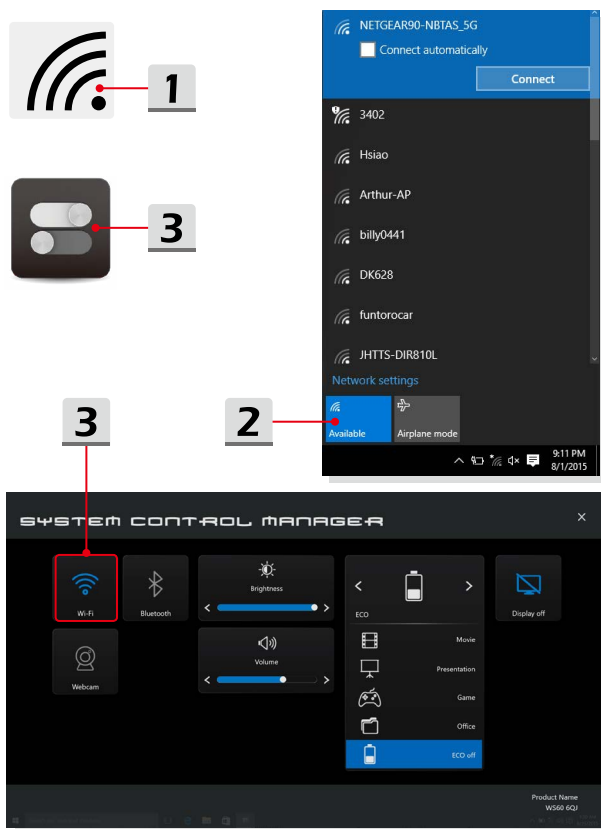 1
3
NETGEAR90-NBTAS_5G
Connect automatically
Connect
3402
Hsiao
Arthur-AP
billy0441
DK628
funtorocar
JHTTS-DIR810L
Network settings
Available
Airplane mode
9:11 PM
8/1/2015
3
2
SYSTEM CONTROL MANAGER
Wi-Fi
Bluetooth
Brightness
ECO
Display off
Webcam
Volume
Movie
Presentation
Game
Office
ECO off
Product Name
WS60 6QJ